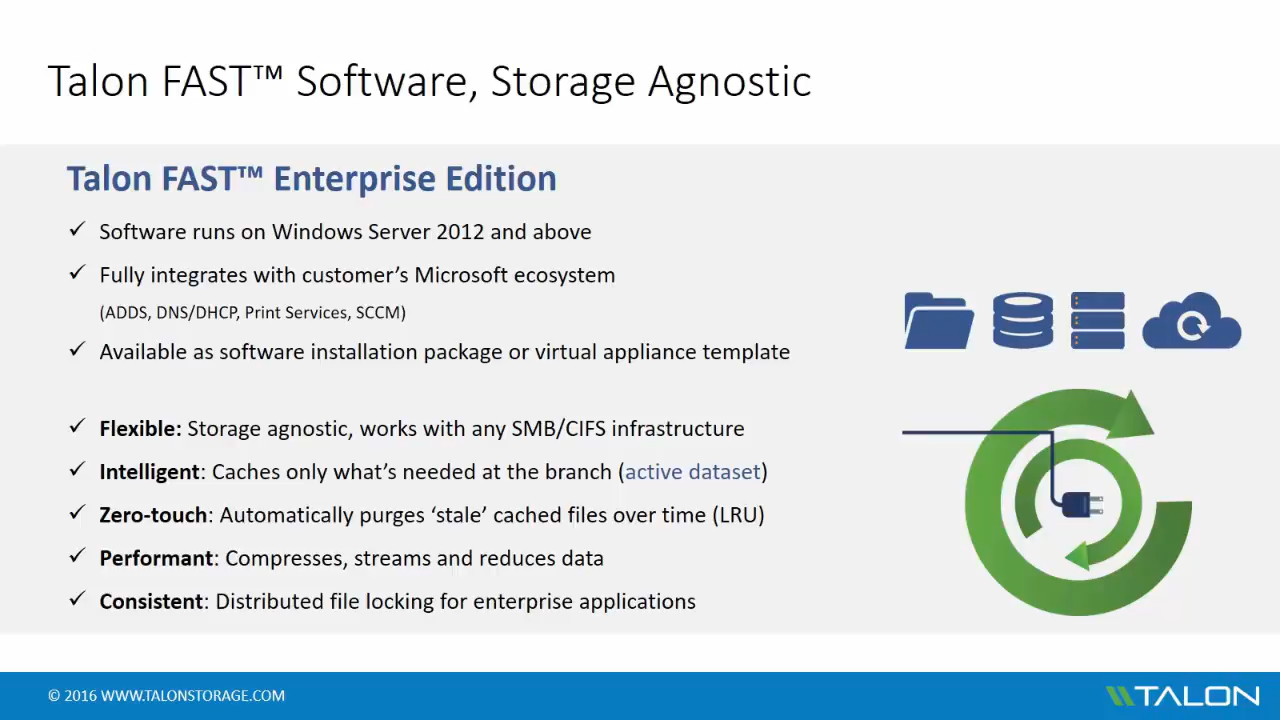 Talon FAST™ Software, Storage Agnostic
Talon FAST™ Enterprise Edition
✓ Software runs on Windows Server 2012 and above
✓ Fully integrates with customer’s Microsoft ecosystem
(ADDS, DNS/DHCP, Print Services, SCCM)
✓ Available as software installation package or virtual appliance template
✓ Flexible: Storage agnostic, works with any SMB/CIFS infrastructure
✓ Intelligent: Caches only what’s needed at the branch (active dataset)
✓ Zero-touch: Automatically purges ‘stale’ cached files over time (LRU)
✓ Performant: Compresses, streams and reduces data
✓ Consistent: Distributed file locking for enterprise applications
© 2016 WWW.TALONSTORAGE.COM
TALON